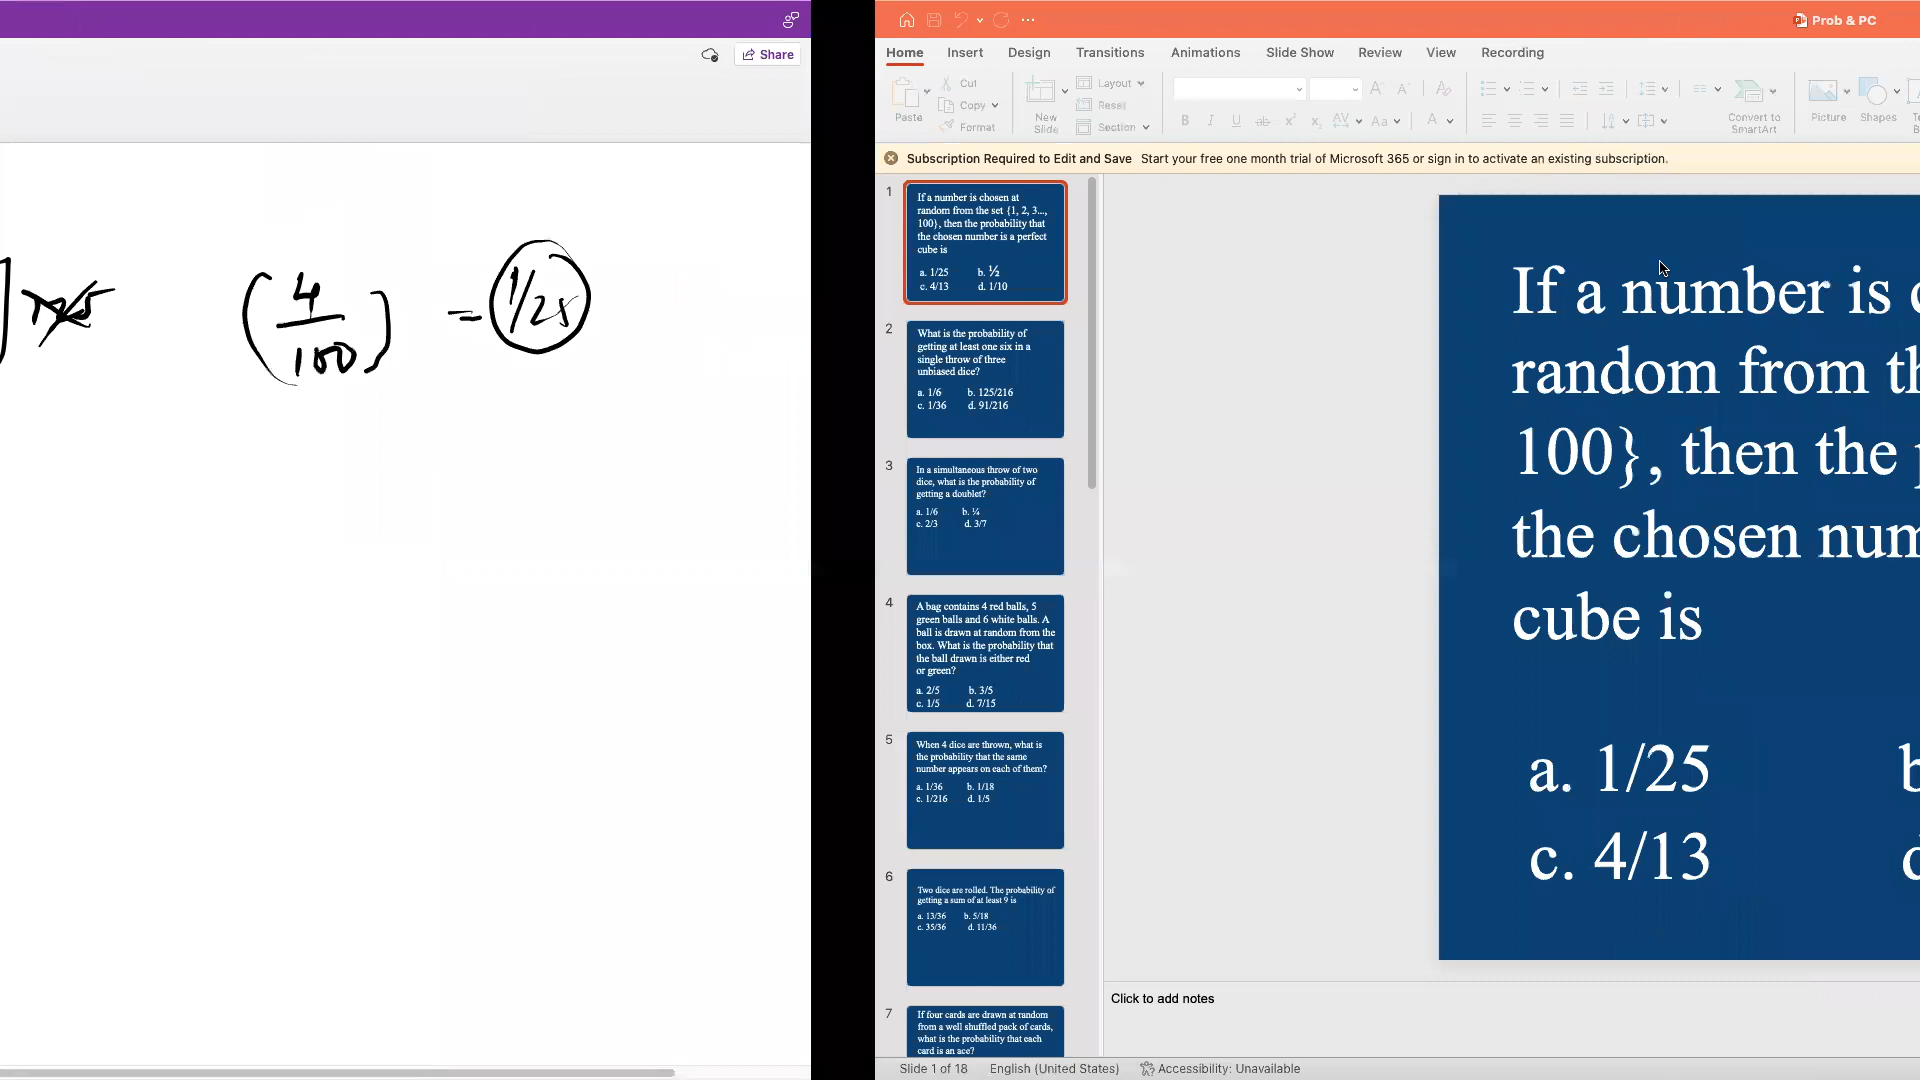 Share
125
(4/100) = 1/25
Prob & PC
Home Insert Design Transitions Animations Slide Show Review View Recording
Paste
Cut
Copy
Format
New Slide
Layout
Reset
Section
Convert to SmartArt
Picture
Shapes
Subscription Required to Edit and Save Start your free one month trial of Microsoft 365 or sign in to activate an existing subscription.
1
If a number is chosen at
random from the set {1, 2, 3...,
100}, then the probability that
the chosen number is a perfect
cube is
a. 1/25 b. ½
c. 4/13 d. 1/10
2
What is the probability of
getting at least one six in a
single throw of three
unbiased dice?
a. 1/6 b. 125/216
c. 1/36 d. 91/216
3
In a simultaneous throw of two
dice, what is the probability of
getting a doublet?
a. 1/6 b. ¼
c. 2/3 d. 3/7
4
A bag contains 4 red balls, 5
green balls and 6 white balls. A
ball is drawn at random from the
box. What is the probability that
the ball drawn is either red
or green?
a. 2/5 b. 3/5
c. 1/5 d. 7/15
5
When 4 dice are thrown, what is
the probability that the same
number appears on each of them?
a. 1/36 b. 1/18
c. 1/216 d. 1/5
6
Two dice are rolled. The probability of
getting a sum of at least 9 is
a. 13/36 b. 5/18
c. 35/36 d. 11/36
7
If four cards are drawn at random
from a well shuffled pack of cards,
what is the probability that each
card is an ace?
If a number is
random from
100}, then the
the chosen
cube is
a. 1/25
c. 4/13
Click to add notes
Slide 1 of 18 English (United States) Accessibility: Unavailable